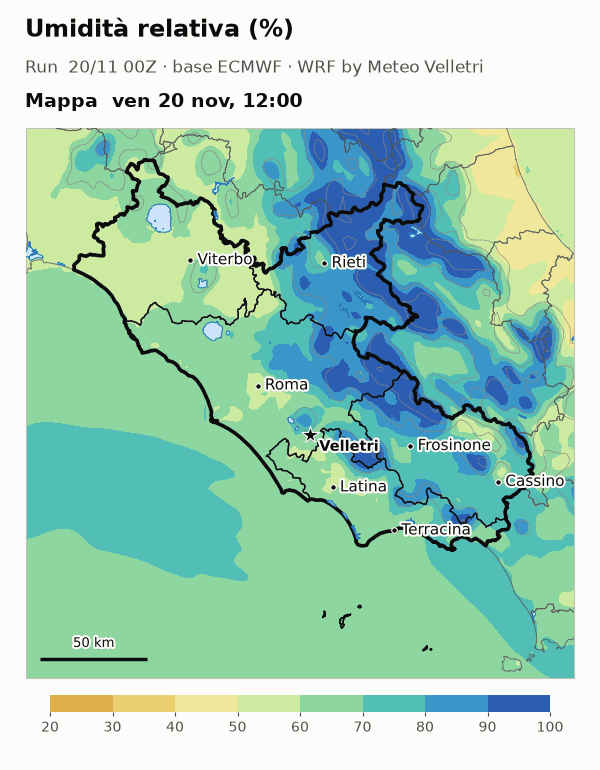 Umidità relativa (%)
Run  20/11 00Z · base ECMWF · WRF by Meteo Velletri
Mappa  ven 20 nov, 12:00
Viterbo
Rieti
Roma
Velletri
Frosinone
Cassino
Latina
Terracina
50 km
20 30 40 50 60 70 80 90 100